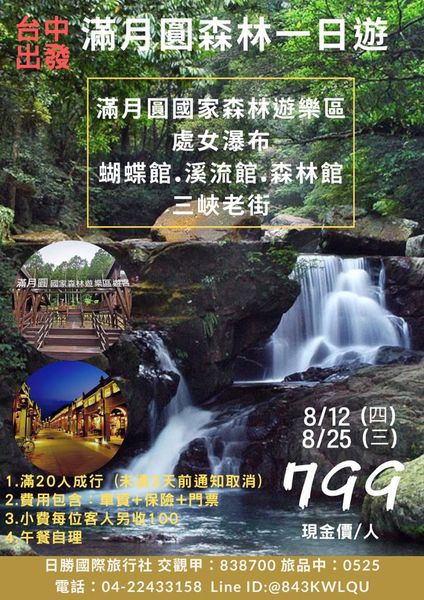 台中出發
滿月圓森林一日遊
滿月圓國家森林遊樂區
處女瀑布
蝴蝶館.溪流館.森林館
三峽老街
滿月圓 國家森林遊樂區
8/12 (四)
8/25 (三)
799
現金價/人
1.滿20人成行 (未滿3天前通知取消)
2.費用包含:車資+保險+門票
3.小費每位客人另收100
4.午餐自理
日勝國際旅行社 交觀甲:838700 旅品中:0525
電話:04-22433158 Line ID:@843KWLQU